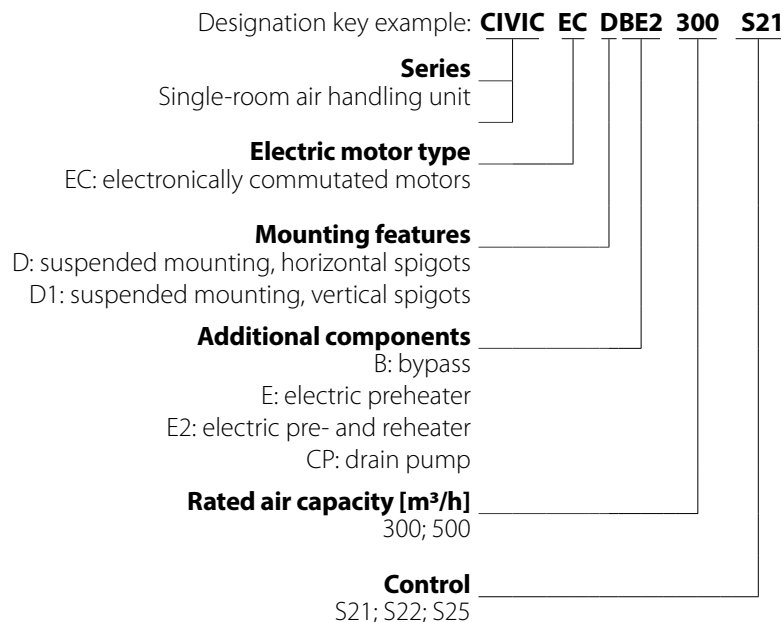 Designation key example: CIVIC EC DBE2 300 S21
Series
Single-room air handling unit
Electric motor type
EC: electronically commutated motors
Mounting features
D: suspended mounting, horizontal spigots
D1: suspended mounting, vertical spigots
Additional components
B: bypass
E: electric preheater
E2: electric pre- and reheater
CP: drain pump
Rated air capacity [m³/h]
300; 500
Control
S21; S22; S25